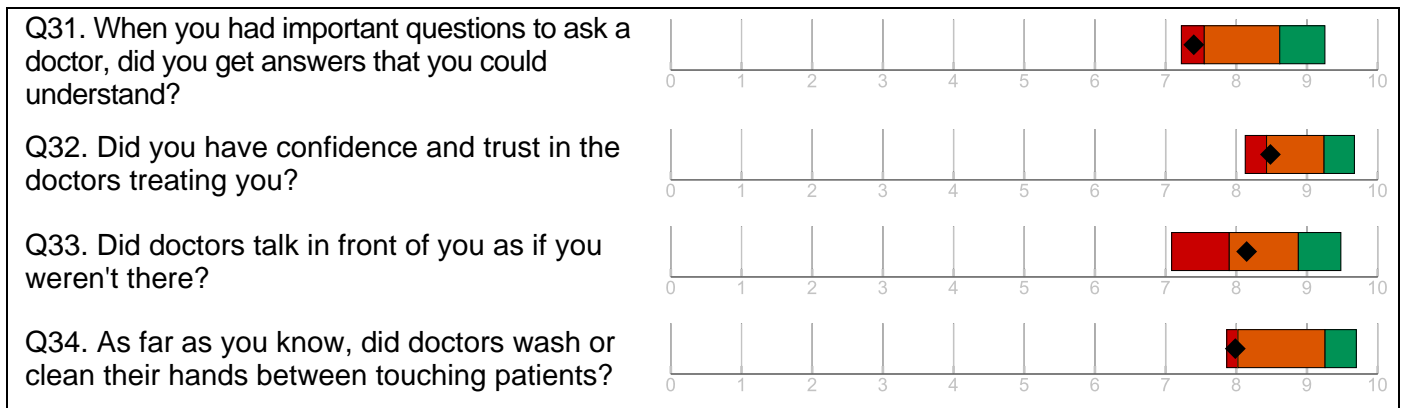 Q31. When you had important questions to ask a
doctor, did you get answers that you could
understand?
0 1 2 3 4 5 6 7 8 9 10
Q32. Did you have confidence and trust in the
doctors treating you?
0 1 2 3 4 5 6 7 8 9 10
Q33. Did doctors talk in front of you as if you
weren't there?
0 1 2 3 4 5 6 7 8 9 10
Q34. As far as you know, did doctors wash or
clean their hands between touching patients?
0 1 2 3 4 5 6 7 8 9 10